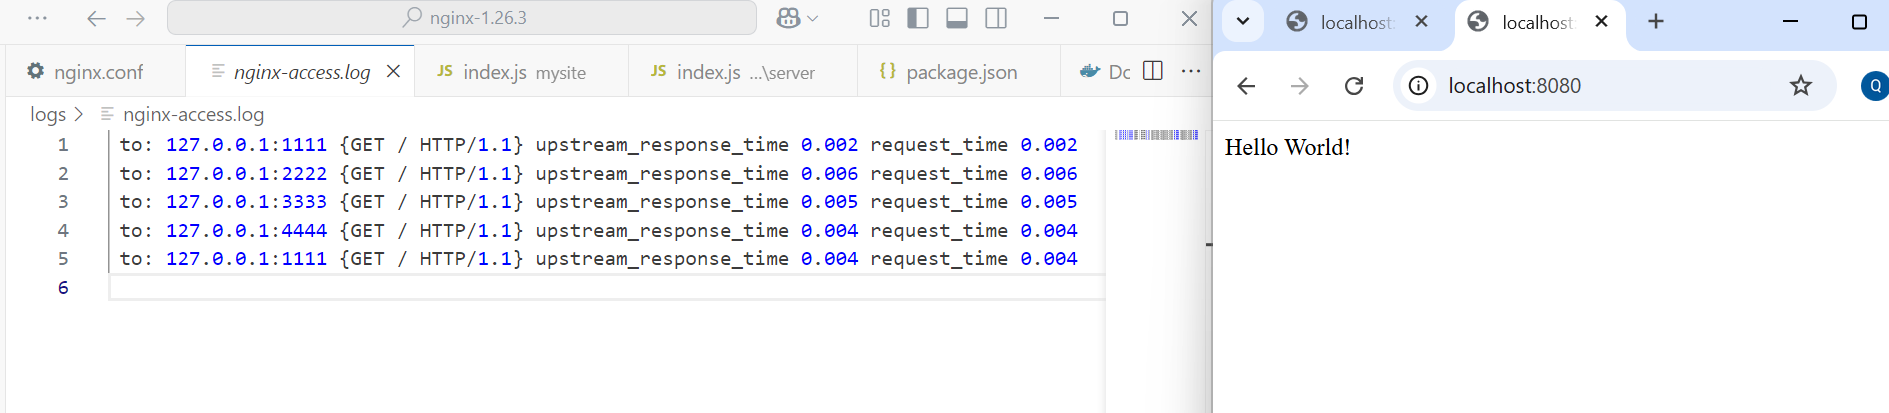 nginx-1.26.3
nginx.conf
nginx-access.log
JS index.js mysite
JS index.js ...\server
{} package.json
Dc
logs > nginx-access.log
1 to: 127.0.0.1:1111 {GET / HTTP/1.1} upstream_response_time 0.002 request_time 0.002
2 to: 127.0.0.1:2222 {GET / HTTP/1.1} upstream_response_time 0.006 request_time 0.006
3 to: 127.0.0.1:3333 {GET / HTTP/1.1} upstream_response_time 0.005 request_time 0.005
4 to: 127.0.0.1:4444 {GET / HTTP/1.1} upstream_response_time 0.004 request_time 0.004
5 to: 127.0.0.1:1111 {GET / HTTP/1.1} upstream_response_time 0.004 request_time 0.004
6
localhost:
localhost:
localhost:8080
Q
Hello World!